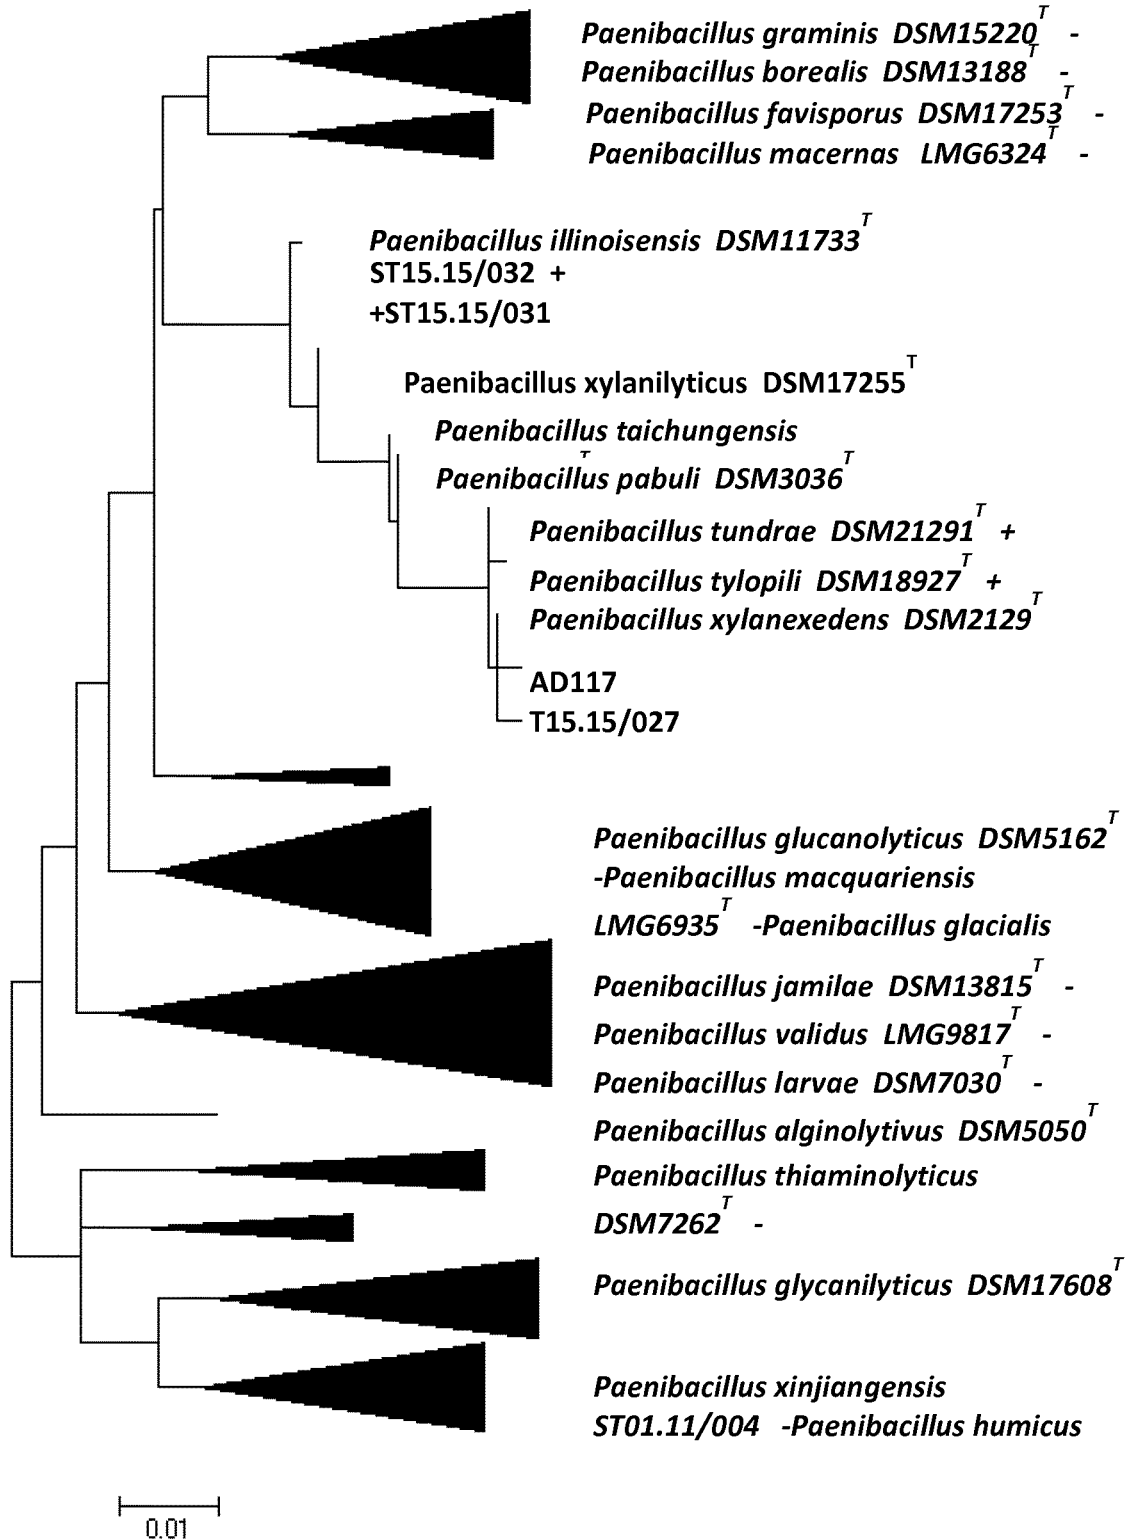 Paenibacillus graminis DSM15220T -
Paenibacillus borealis DSM13188T -
Paenibacillus favisporus DSM17253T -
Paenibacillus macernas LMG6324T -
Paenibacillus illinoisensis DSM11733T
ST15.15/032 +
+ST15.15/031
Paenibacillus xylanilyticus DSM17255T
Paenibacillus taichungensis
T
Paenibacillus pabuli DSM3036T
Paenibacillus tundrae DSM21291T +
Paenibacillus tylopili DSM18927T +
Paenibacillus xylanexedens DSM2129T
AD117
T15.15/027
Paenibacillus glucanolyticus DSM5162T
-Paenibacillus macquariensis
LMG6935T -Paenibacillus glacialis
Paenibacillus jamilae DSM13815T -
Paenibacillus validus LMG9817T -
Paenibacillus larvae DSM7030T -
Paenibacillus alginolytivus DSM5050T
Paenibacillus thiaminolyticus
DSM7262T -
Paenibacillus glycanilyticus DSM17608T
Paenibacillus xinjiangensis
ST01.11/004 -Paenibacillus humicus
0.01